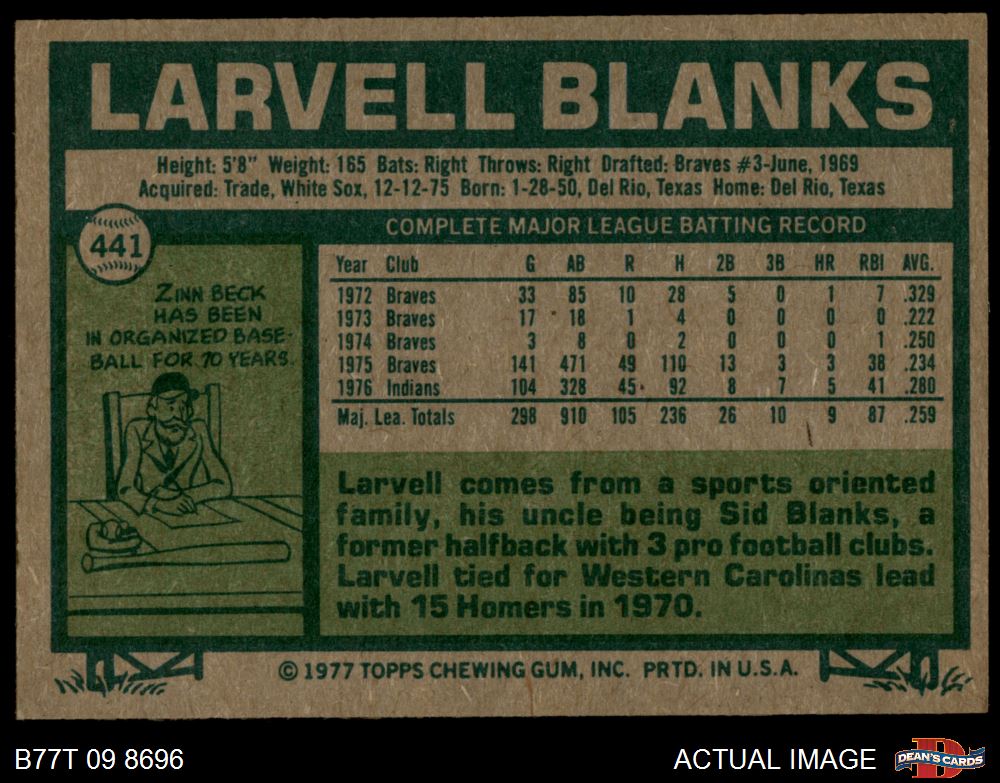 LARVELL BLANKS
Height: 5'8" Weight: 165 Bats: Right Throws: Right Drafted: Braves #3-June, 1969
Acquired: Trade, White Sox, 12-12-75 Born: 1-28-50, Del Rio, Texas Home: Del Rio, Texas
441
ZINN BECK
HAS BEEN
IN ORGANIZED BASE-
BALL FOR 70 YEARS.
COMPLETE MAJOR LEAGUE BATTING RECORD
Year Club G AB R H 2B 3B HR RBI AVG.
1972 Braves 33 85 10 28 5 0 1 7 .329
1973 Braves 17 18 1 4 0 0 0 0 .222
1974 Braves 3 8 0 2 0 0 0 1 .250
1975 Braves 141 471 49 110 13 3 3 38 .234
1976 Indians 104 328 45 92 8 7 5 41 .280
Maj. Lea. Totals 298 910 105 236 26 10 9 87 .259
Larvell comes from a sports oriented
family, his uncle being Sid Blanks, a
former halfback with 3 pro football clubs.
Larvell tied for Western Carolinas lead
with 15 Homers in 1970.
© 1977 TOPPS CHEWING GUM, INC. PRTD. IN U.S.A.
B77T 09 8696
ACTUAL IMAGE
D
DEAN'S CARDS